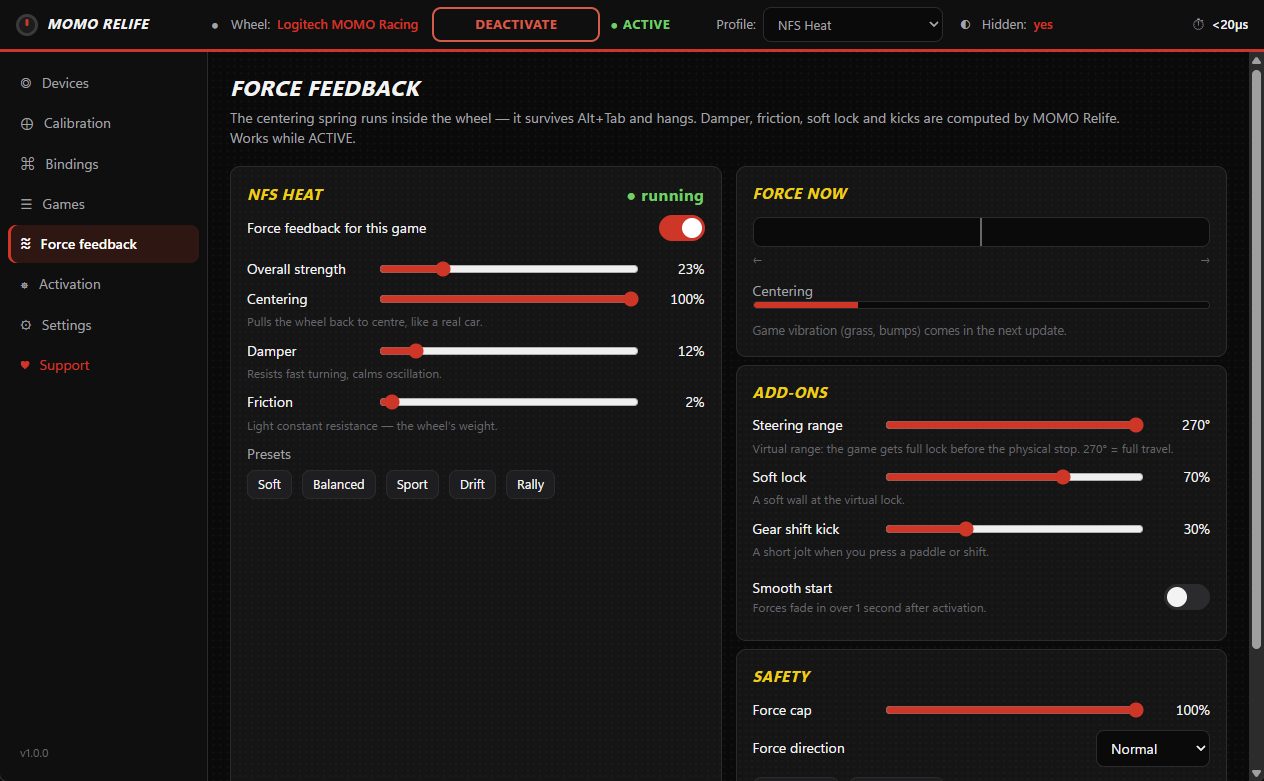 MOMO RELIFE
Wheel: Logitech MOMO Racing
DEACTIVATE
ACTIVE
Profile: NFS Heat
Hidden: yes
<20µs
Devices
Calibration
Bindings
Games
Force feedback
Activation
Settings
Support
v1.0.0
FORCE FEEDBACK
The centering spring runs inside the wheel — it survives Alt+Tab and hangs. Damper, friction, soft lock and kicks are computed by MOMO Relife.
Works while ACTIVE.
NFS HEAT
running
Force feedback for this game
Overall strength 23%
Centering 100%
Pulls the wheel back to centre, like a real car.
Damper 12%
Resists fast turning, calms oscillation.
Friction 2%
Light constant resistance — the wheel's weight.
Presets
Soft Balanced Sport Drift Rally
FORCE NOW
← →
Centering
Game vibration (grass, bumps) comes in the next update.
ADD-ONS
Steering range 270°
Virtual range: the game gets full lock before the physical stop. 270° = full travel.
Soft lock 70%
A soft wall at the virtual lock.
Gear shift kick 30%
A short jolt when you press a paddle or shift.
Smooth start
Forces fade in over 1 second after activation.
SAFETY
Force cap 100%
Force direction Normal